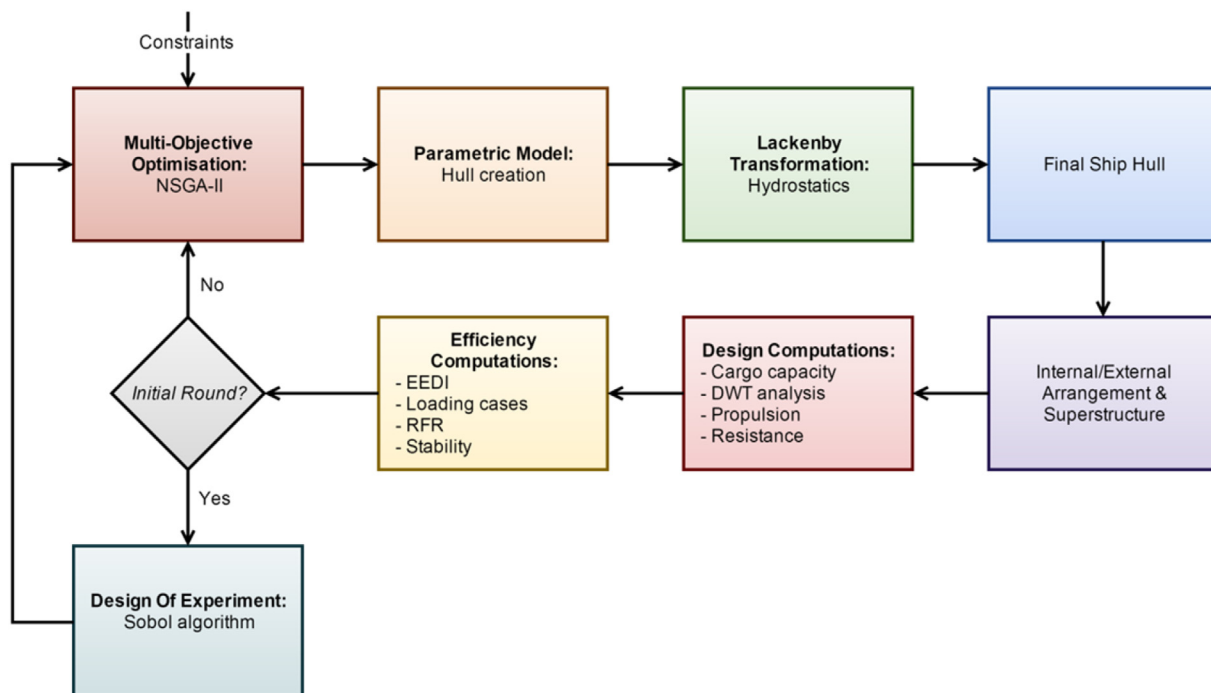 Constraints
Multi-Objective
Optimisation:
NSGA-II
Parametric Model:
Hull creation
Lackenby
Transformation:
Hydrostatics
Final Ship Hull
No
Initial Round?
Efficiency
Computations:
- EEDI
- Loading cases
- RFR
- Stability
Design Computations:
- Cargo capacity
- DWT analysis
- Propulsion
- Resistance
Internal/External
Arrangement &
Superstructure
Yes
Design Of Experiment:
Sobol algorithm